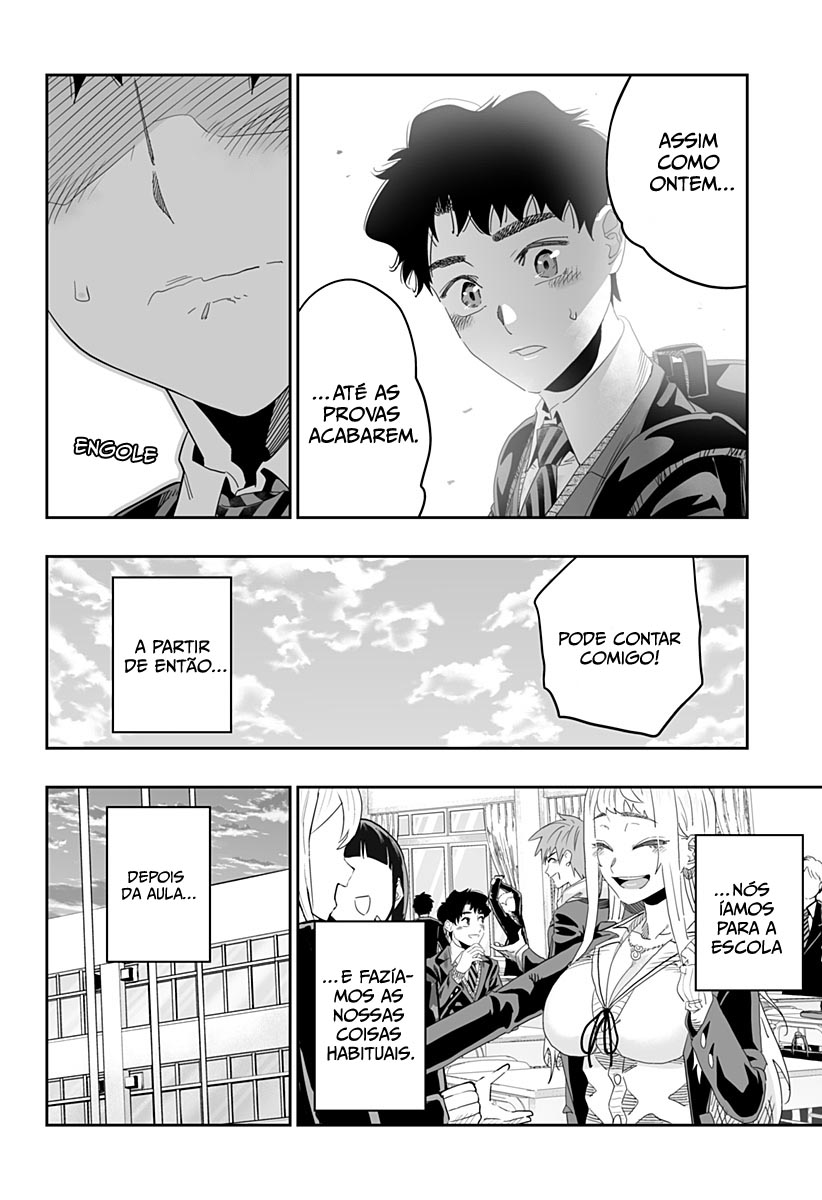 ASSIM
COMO
ONTEM...
...ATÉ AS
PROVAS
ACABAREM.
ENGOLE
PODE CONTAR
COMIGO!
A PARTIR
DE ENTÃO...
...NÓS
ÍAMOS
PARA A
ESCOLA
...E FAZÍA-
MOS AS
NOSSAS
COISAS
HABITUAIS.
DEPOIS
DA AULA...